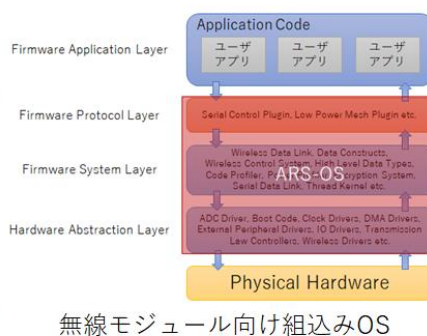 Application Code
Firmware Application Layer
ユーザ
アプリ
ユーザ
アプリ
ユーザ
アプリ
Firmware Protocol Layer
Serial Control Plugin, Low Power Mesh Plugin etc.
Firmware System Layer
Wireless Data Link, Data Constructs,
Wireless Control System, High Level Data Types,
Code Profiler, Encryption System,
Serial Data Link, Thread Kernel etc.
ARS-OS
Hardware Abstraction Layer
ADC Driver, Boot Code, Clock Drivers, DMA Drivers,
External Peripheral Drivers, IO Drivers, Transmission
Law Controllers, Wireless Drivers etc.
Physical Hardware
無線モジュール向け組込みOS